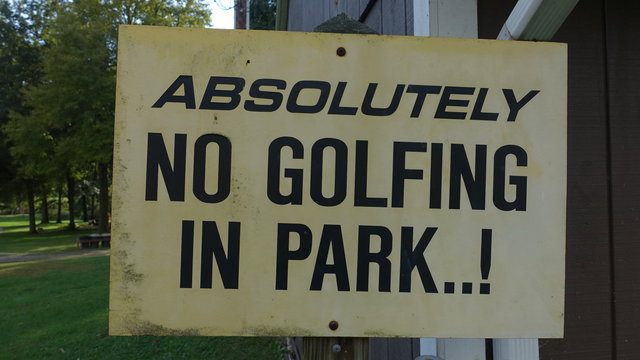 ABSOLUTELY
NO GOLFING
IN PARK..!